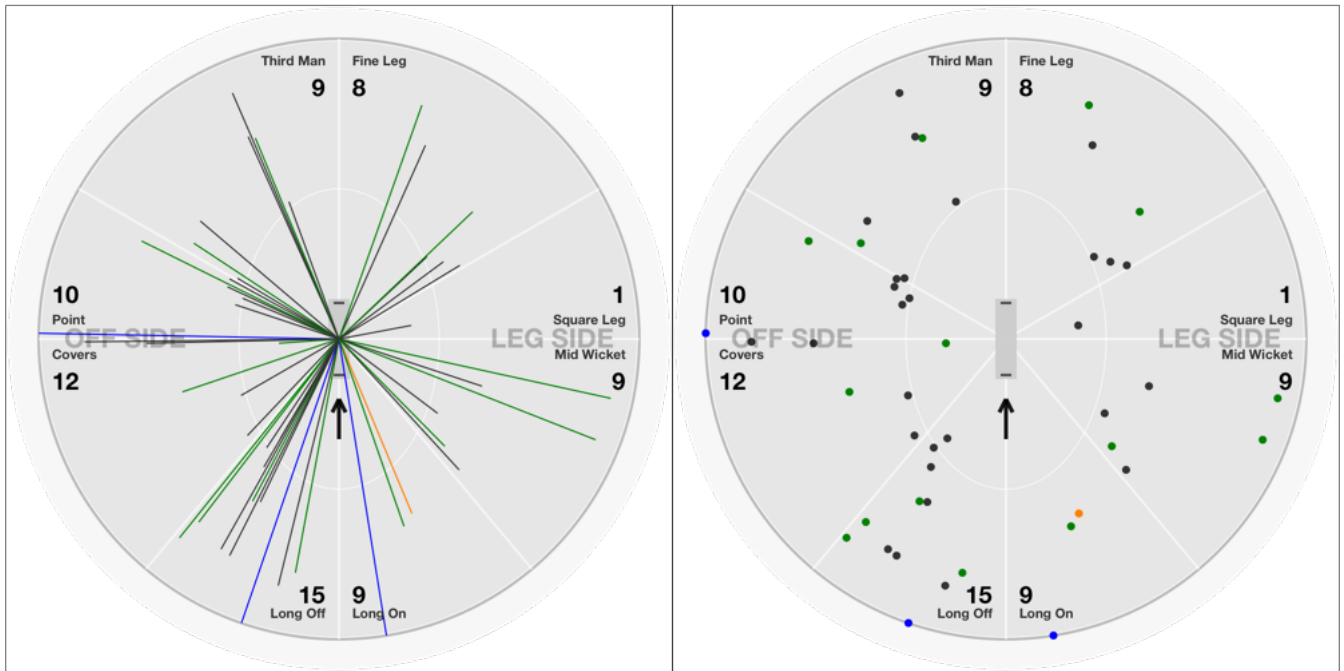 Third Man
Fine Leg
9
8
10
1
Point
Square Leg
OFF SIDE
LEG SIDE
Covers
Mid Wicket
12
9
15
9
Long Off
Long On
Third Man
Fine Leg
9
8
10
1
Point
Square Leg
OFF SIDE
LEG SIDE
Covers
Mid Wicket
12
9
15
9
Long Off
Long On